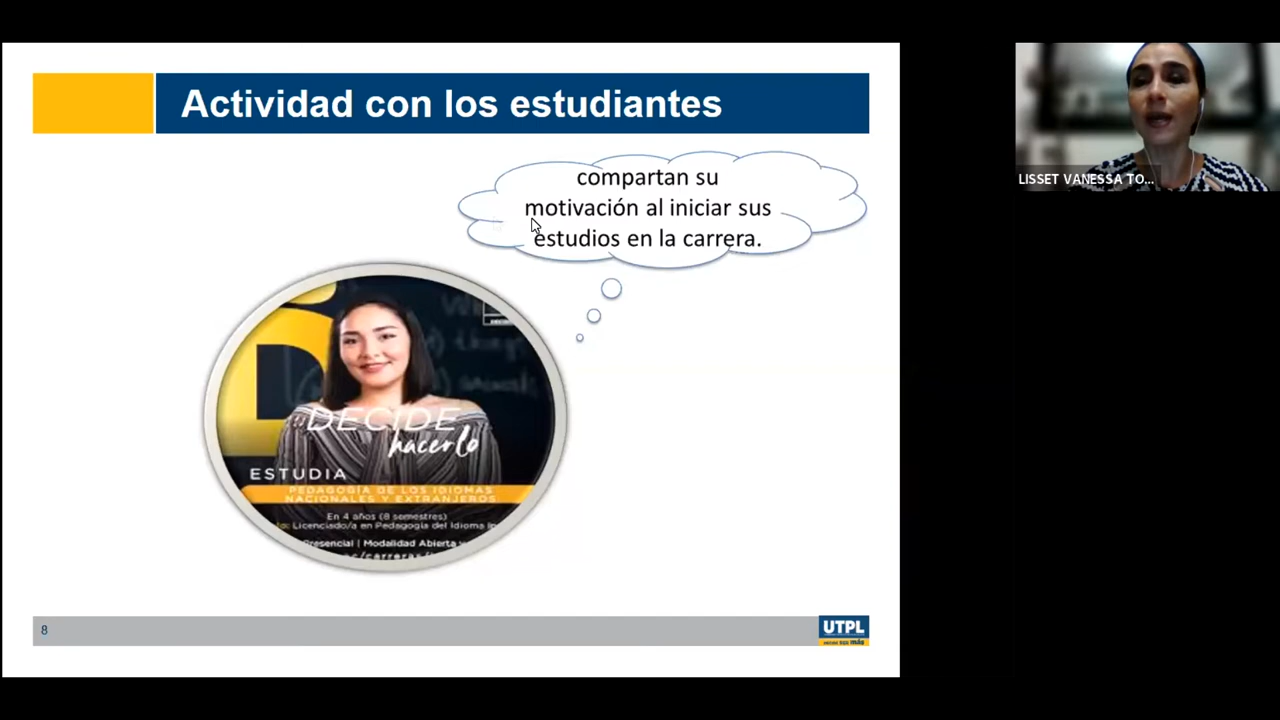 Actividad con los estudiantes
compartan su
motivación al iniciar sus
estudios en la carrera.
LISSET VANESSA TO...
DECIDE
hacerlo
ESTUDIA
PEDAGOGÍA DE LOS IDIOMAS
NACIONALES Y EXTRANJEROS
En 4 años (8 semestres)
Licenciado/a en Pedagogía del Idioma
Presencial | Modalidad Abierta y
8
UTPL